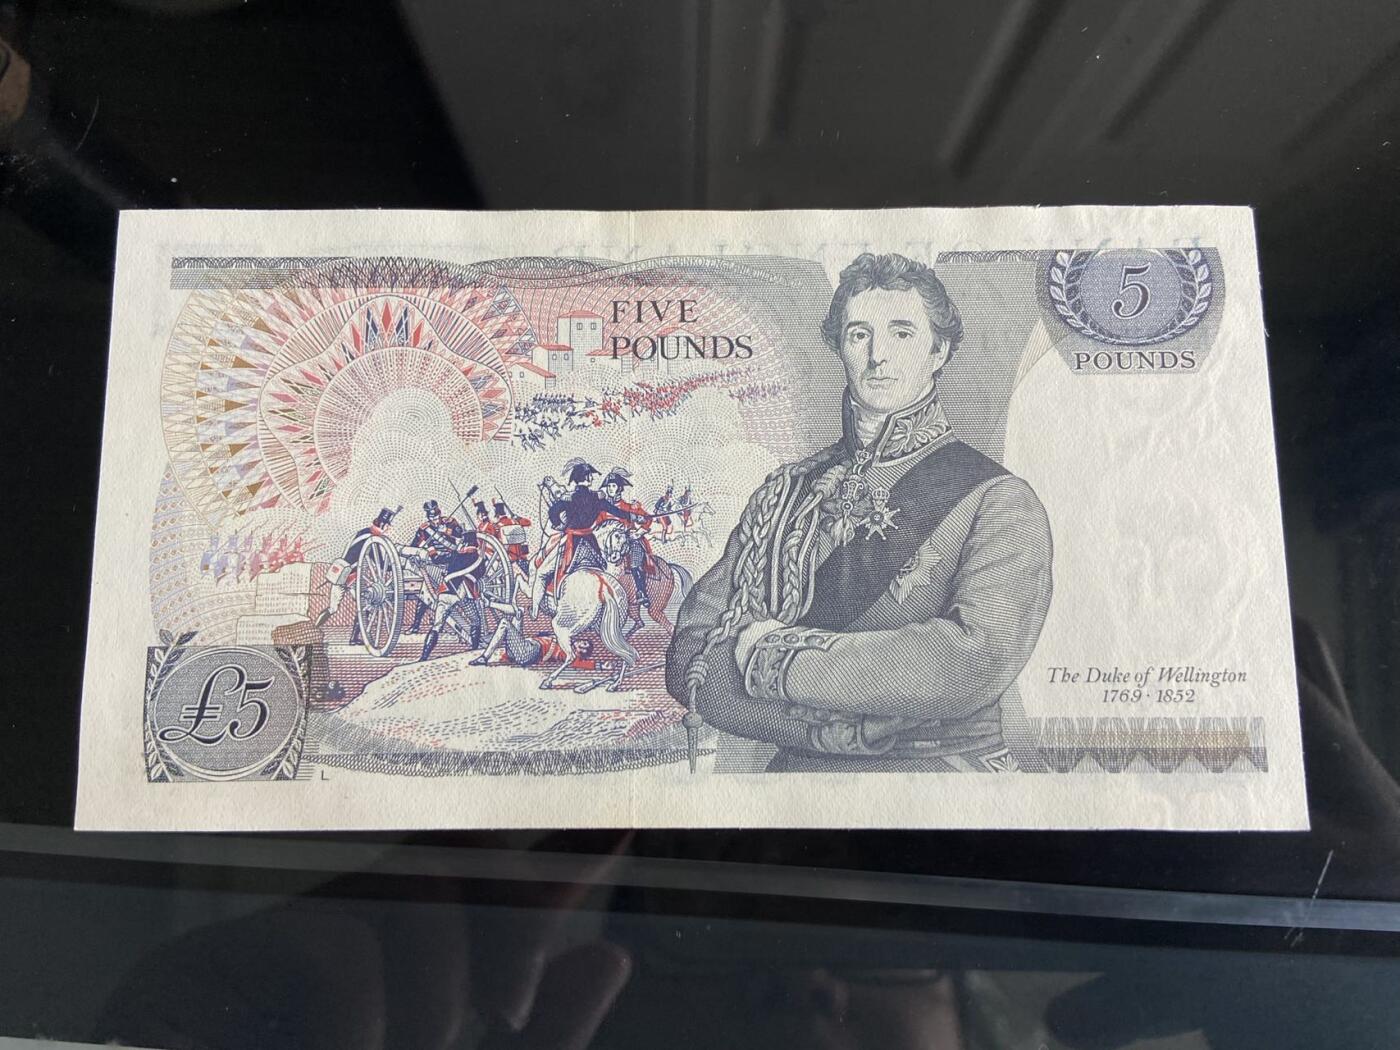 FIVE
POUNDS
5
POUNDS
The Duke of Wellington
1769 · 1852
£5
L